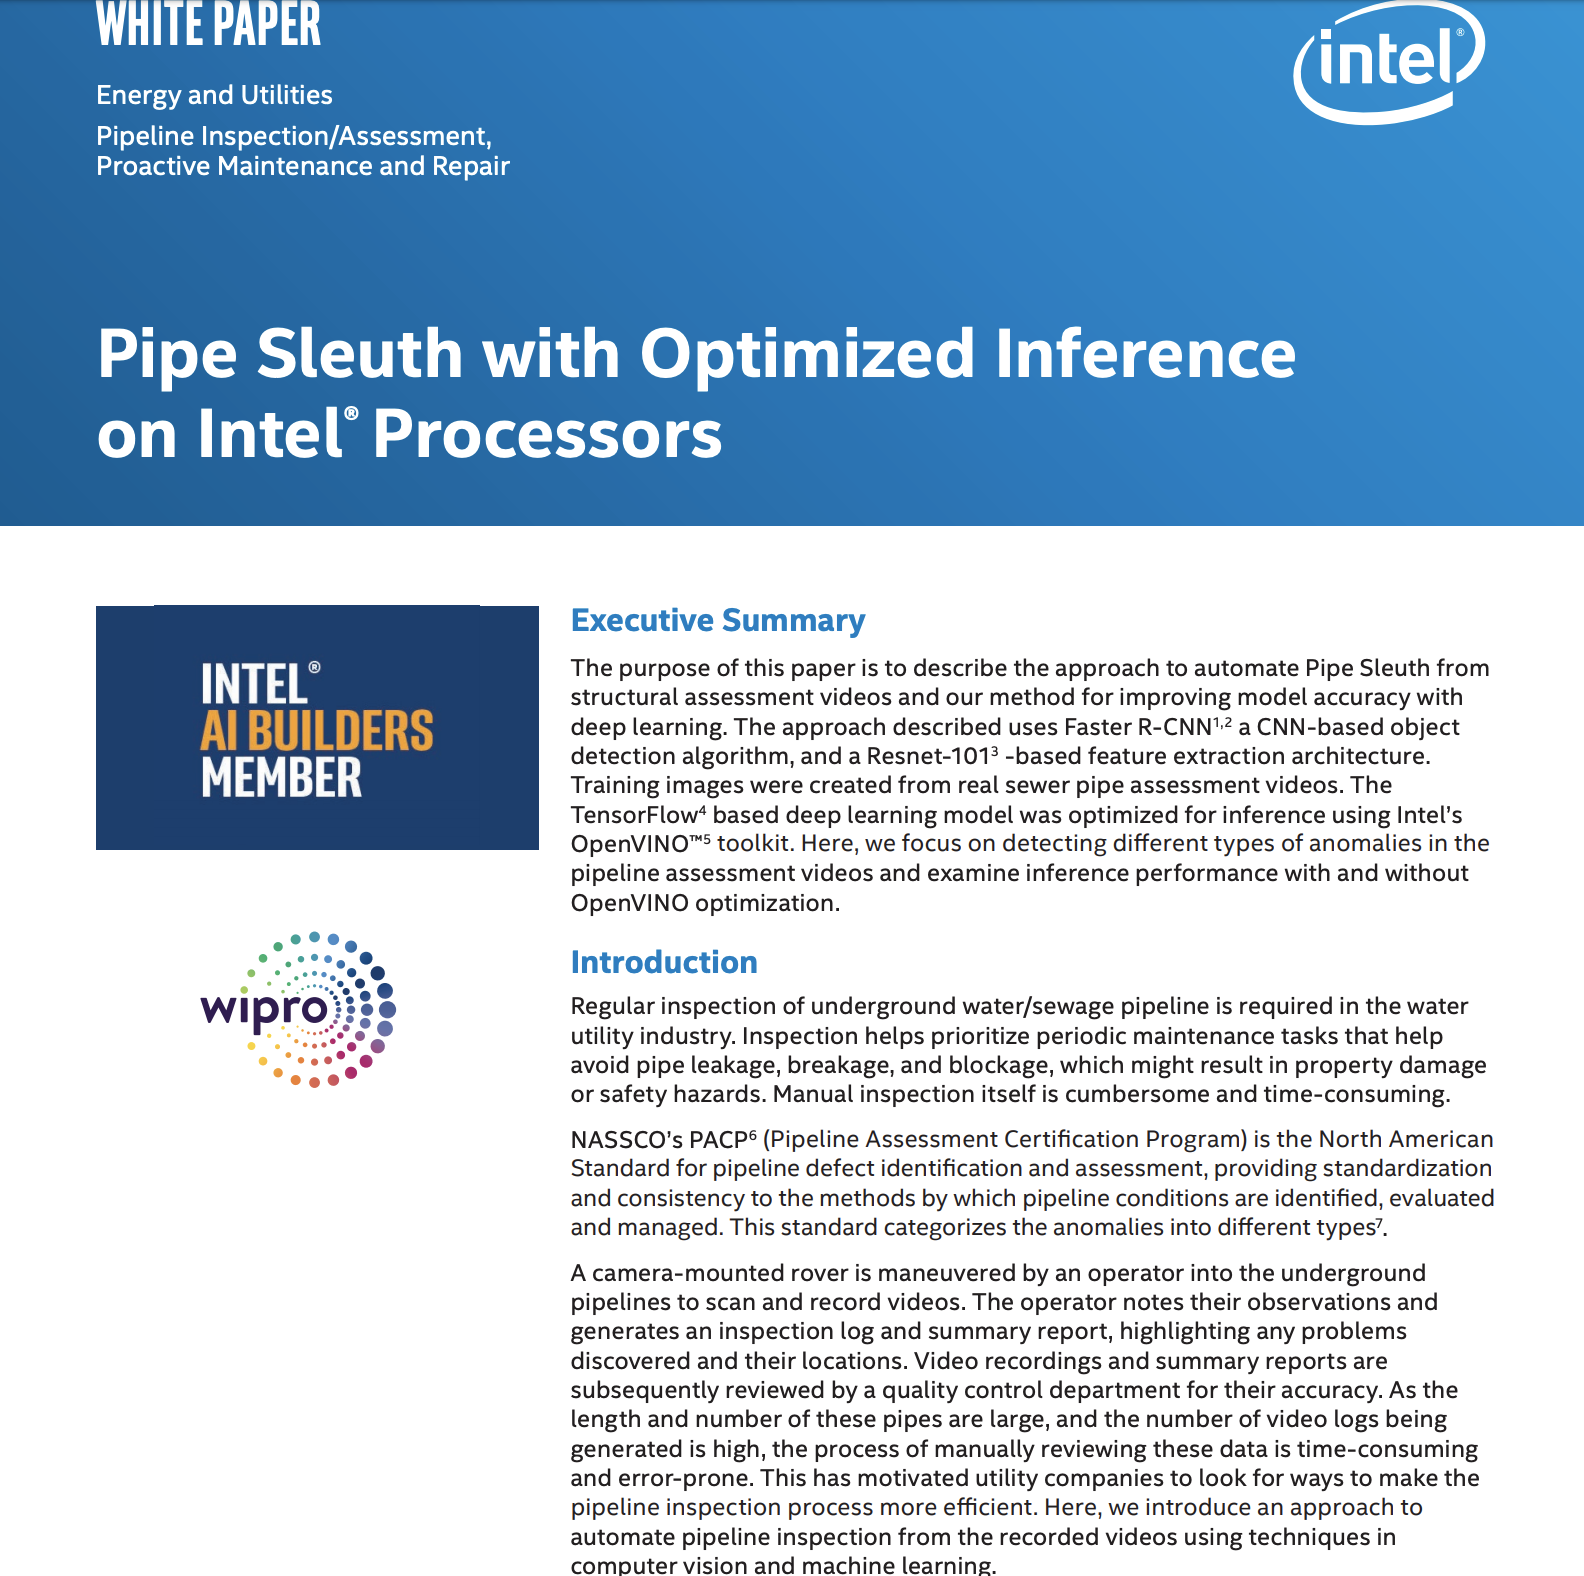 WHITE PAPER
intel®
Energy and Utilities
Pipeline Inspection/Assessment,
Proactive Maintenance and Repair
Pipe Sleuth with Optimized Inference
on Intel® Processors
INTEL®
AI BUILDERS
MEMBER
wipro
Executive Summary
The purpose of this paper is to describe the approach to automate Pipe Sleuth from
structural assessment videos and our method for improving model accuracy with
deep learning. The approach described uses Faster R-CNN¹,² a CNN-based object
detection algorithm, and a Resnet-101³ -based feature extraction architecture.
Training images were created from real sewer pipe assessment videos. The
TensorFlow⁴ based deep learning model was optimized for inference using Intel’s
OpenVINO™⁵ toolkit. Here, we focus on detecting different types of anomalies in the
pipeline assessment videos and examine inference performance with and without
OpenVINO optimization.
Introduction
Regular inspection of underground water/sewage pipeline is required in the water
utility industry. Inspection helps prioritize periodic maintenance tasks that help
avoid pipe leakage, breakage, and blockage, which might result in property damage
or safety hazards. Manual inspection itself is cumbersome and time-consuming.
NASSCO’s PACP⁶ (Pipeline Assessment Certification Program) is the North American
Standard for pipeline defect identification and assessment, providing standardization
and consistency to the methods by which pipeline conditions are identified, evaluated
and managed. This standard categorizes the anomalies into different types⁷.
A camera-mounted rover is maneuvered by an operator into the underground
pipelines to scan and record videos. The operator notes their observations and
generates an inspection log and summary report, highlighting any problems
discovered and their locations. Video recordings and summary reports are
subsequently reviewed by a quality control department for their accuracy. As the
length and number of these pipes are large, and the number of video logs being
generated is high, the process of manually reviewing these data is time-consuming
and error-prone. This has motivated utility companies to look for ways to make the
pipeline inspection process more efficient. Here, we introduce an approach to
automate pipeline inspection from the recorded videos using techniques in
computer vision and machine learning.